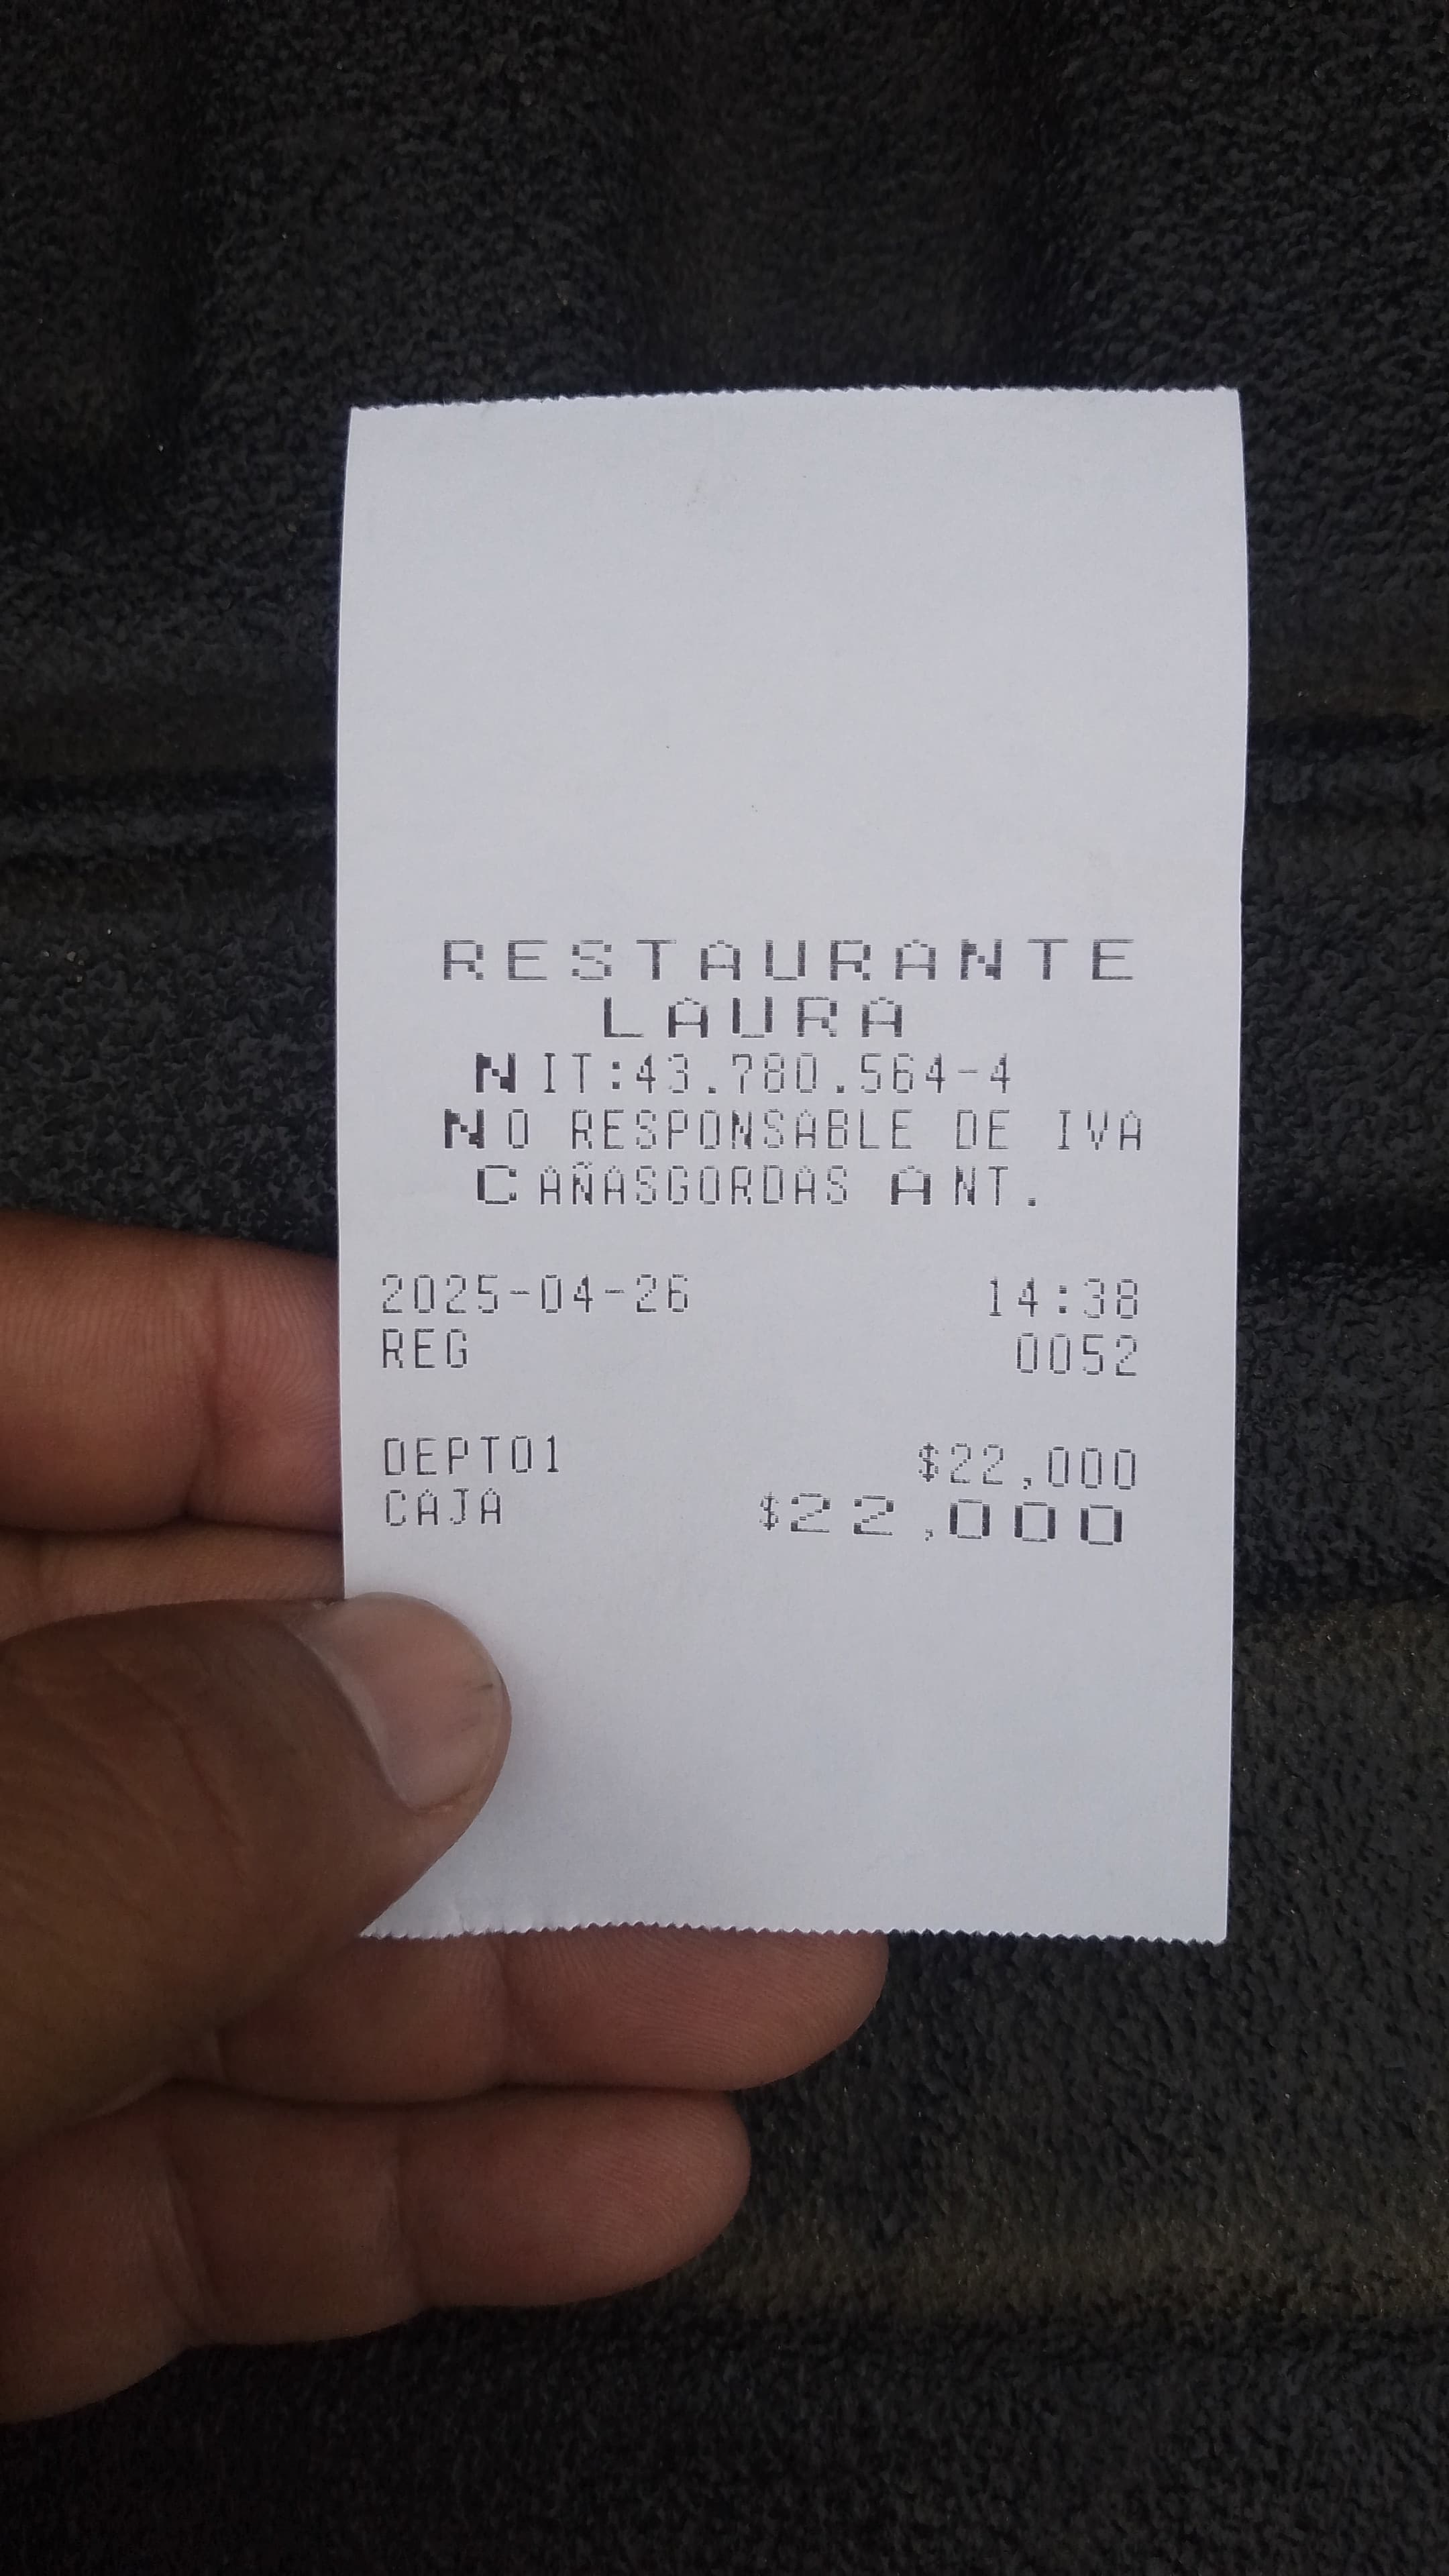 RESTAURANTE
LAURA
NIT:43.780.564-4
NO RESPONSABLE DE IVA
CAÑASGORDAS ANT.
2025-04-26 14:38
REG 0052
DEPT01 $22,000
CAJA $22,000